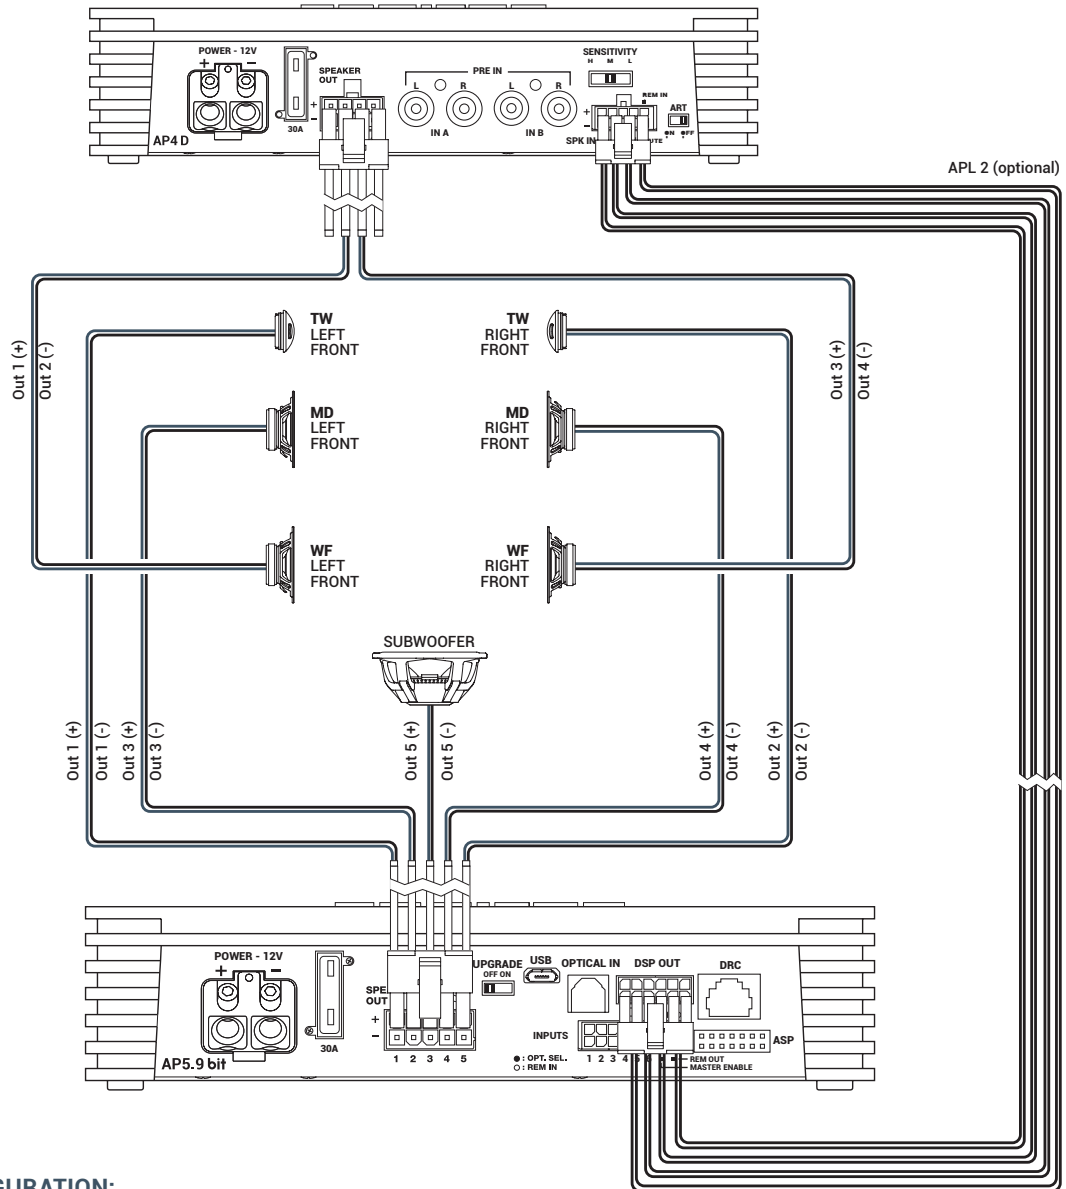 POWER - 12V
+ -
30A
SPEAKER OUT
+
-
PRE IN
L R L R
IN A IN B
SENSITIVITY
H M L
REM IN
+
-
SPK IN
ART
ON OFF
AP4 D
APL 2 (optional)
Out 1 (+)
Out 2 (-)
TW
LEFT
FRONT
TW
RIGHT
FRONT
Out 3 (+)
Out 4 (-)
MD
LEFT
FRONT
MD
RIGHT
FRONT
WF
LEFT
FRONT
WF
RIGHT
FRONT
SUBWOOFER
Out 1 (+)
Out 1 (-)
Out 3 (+)
Out 3 (-)
Out 5 (+)
Out 5 (-)
Out 4 (+)
Out 4 (-)
Out 2 (+)
Out 2 (-)
POWER - 12V
+ -
30A
OUT
+
-
1 2 3 4 5
UPGRADE
OFF ON
USB
OPTICAL IN
DSP OUT
DRC
INPUTS
1 2 3 4 5 6
ASP
● : OPT. SEL.
○ : REM IN
REM OUT
MASTER ENABLE
AP5.9 bit